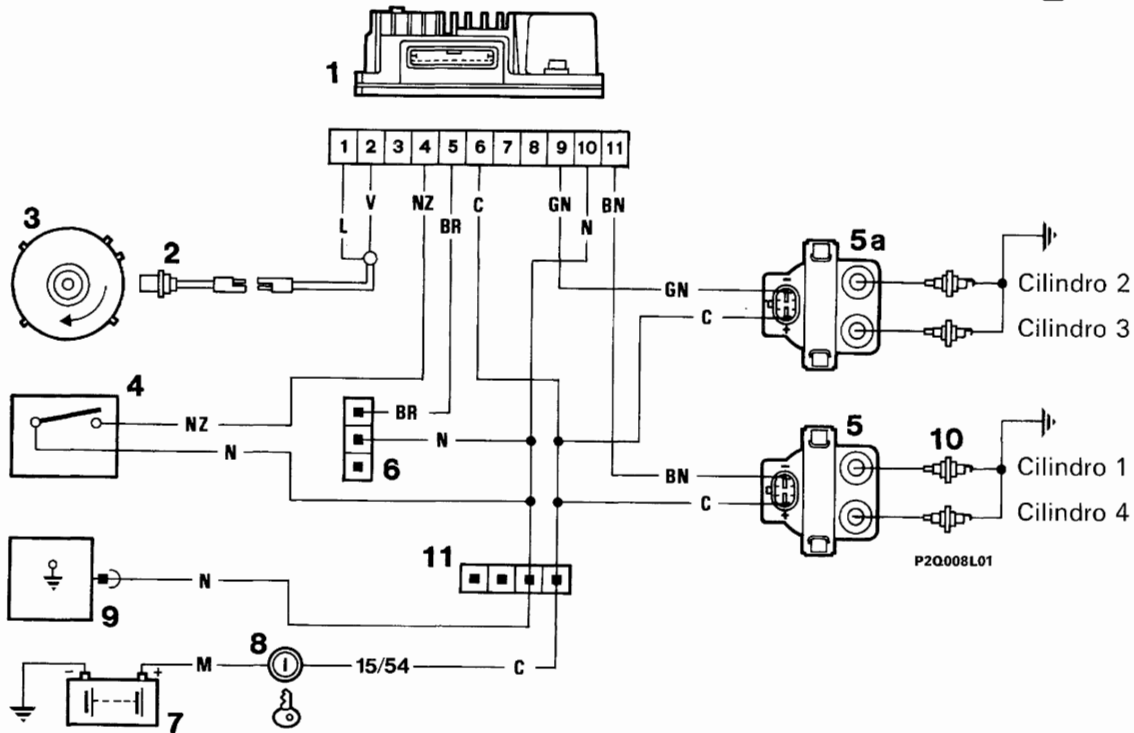 1
1 2 3 4 5 6 7 8 9 10 11
L V NZ BR C GN N BN
3
2
5a
GN
C
Cilindro 2
Cilindro 3
4
NZ
N
BR
N
6
5
10
BN
C
Cilindro 1
Cilindro 4
P2Q008L01
11
9
N
8
- +
M
15/54
C
7
- +
- +
I